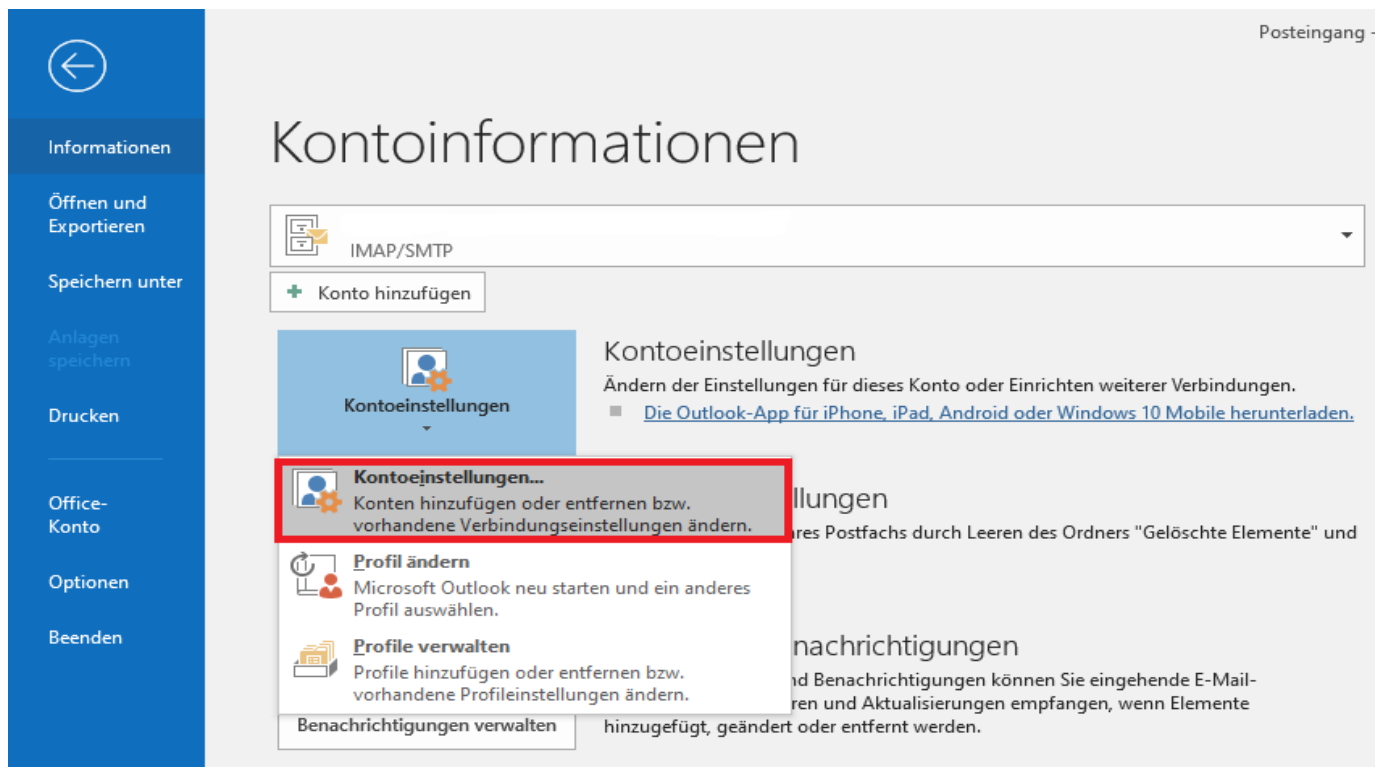 Posteingang -
Informationen
Öffnen und
Exportieren
Speichern unter
Anlagen
speichern
Drucken
Office-
Konto
Optionen
Beenden
Kontoinformationen
IMAP/SMTP
Konto hinzufügen
Kontoeinstellungen
Kontoeinstellungen
Ändern der Einstellungen für dieses Konto oder Einrichten weiterer Verbindungen.
Die Outlook-App für iPhone, iPad, Android oder Windows 10 Mobile herunterladen.
Kontoeinstellungen...
Konten hinzufügen oder entfernen bzw.
vorhandene Verbindungseinstellungen ändern.
Profil ändern
Microsoft Outlook neu starten und ein anderes
Profil auswählen.
Profile verwalten
Profile hinzufügen oder entfernen bzw.
vorhandene Profileinstellungen ändern.
Benachrichtigungen verwalten
llungen
res Postfachs durch Leeren des Ordners "Gelöschte Elemente" und
nachrichtigungen
d Benachrichtigungen können Sie eingehende E-Mail-
ren und Aktualisierungen empfangen, wenn Elemente
hinzugefügt, geändert oder entfernt werden.